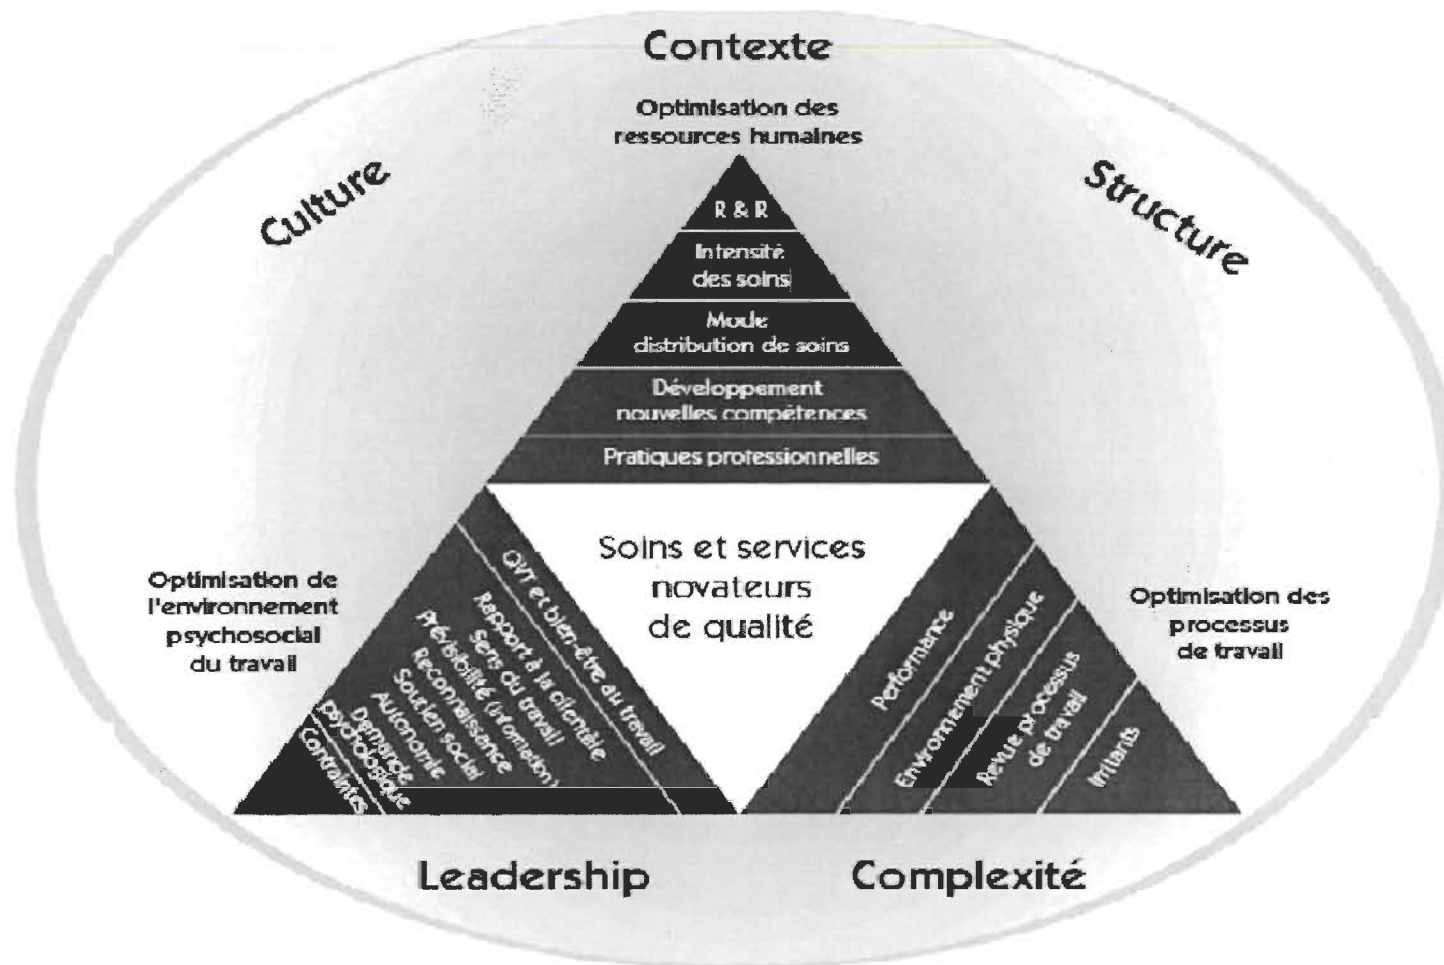 Contexte
Optimisation des
ressources humaines
Culture
Structure
R & R
Intensité
des soins
Mode
distribution de soins
Développement
nouvelles compétences
Pratiques professionnelles
Soins et services
novateurs
de qualité
Optimisation de
l'environnement
psychosocial
du travail
QVT et bien-être au travail
Rapport à la clientèle
Sens du travail
Prévisibilité (information)
Reconnaissance
Soutien social
Autonomie
Demande
psychologique
Contraintes
Performance
Environnement physique
Revue processus
de travail
Irritants
Optimisation des
processus
de travail
Leadership
Complexité